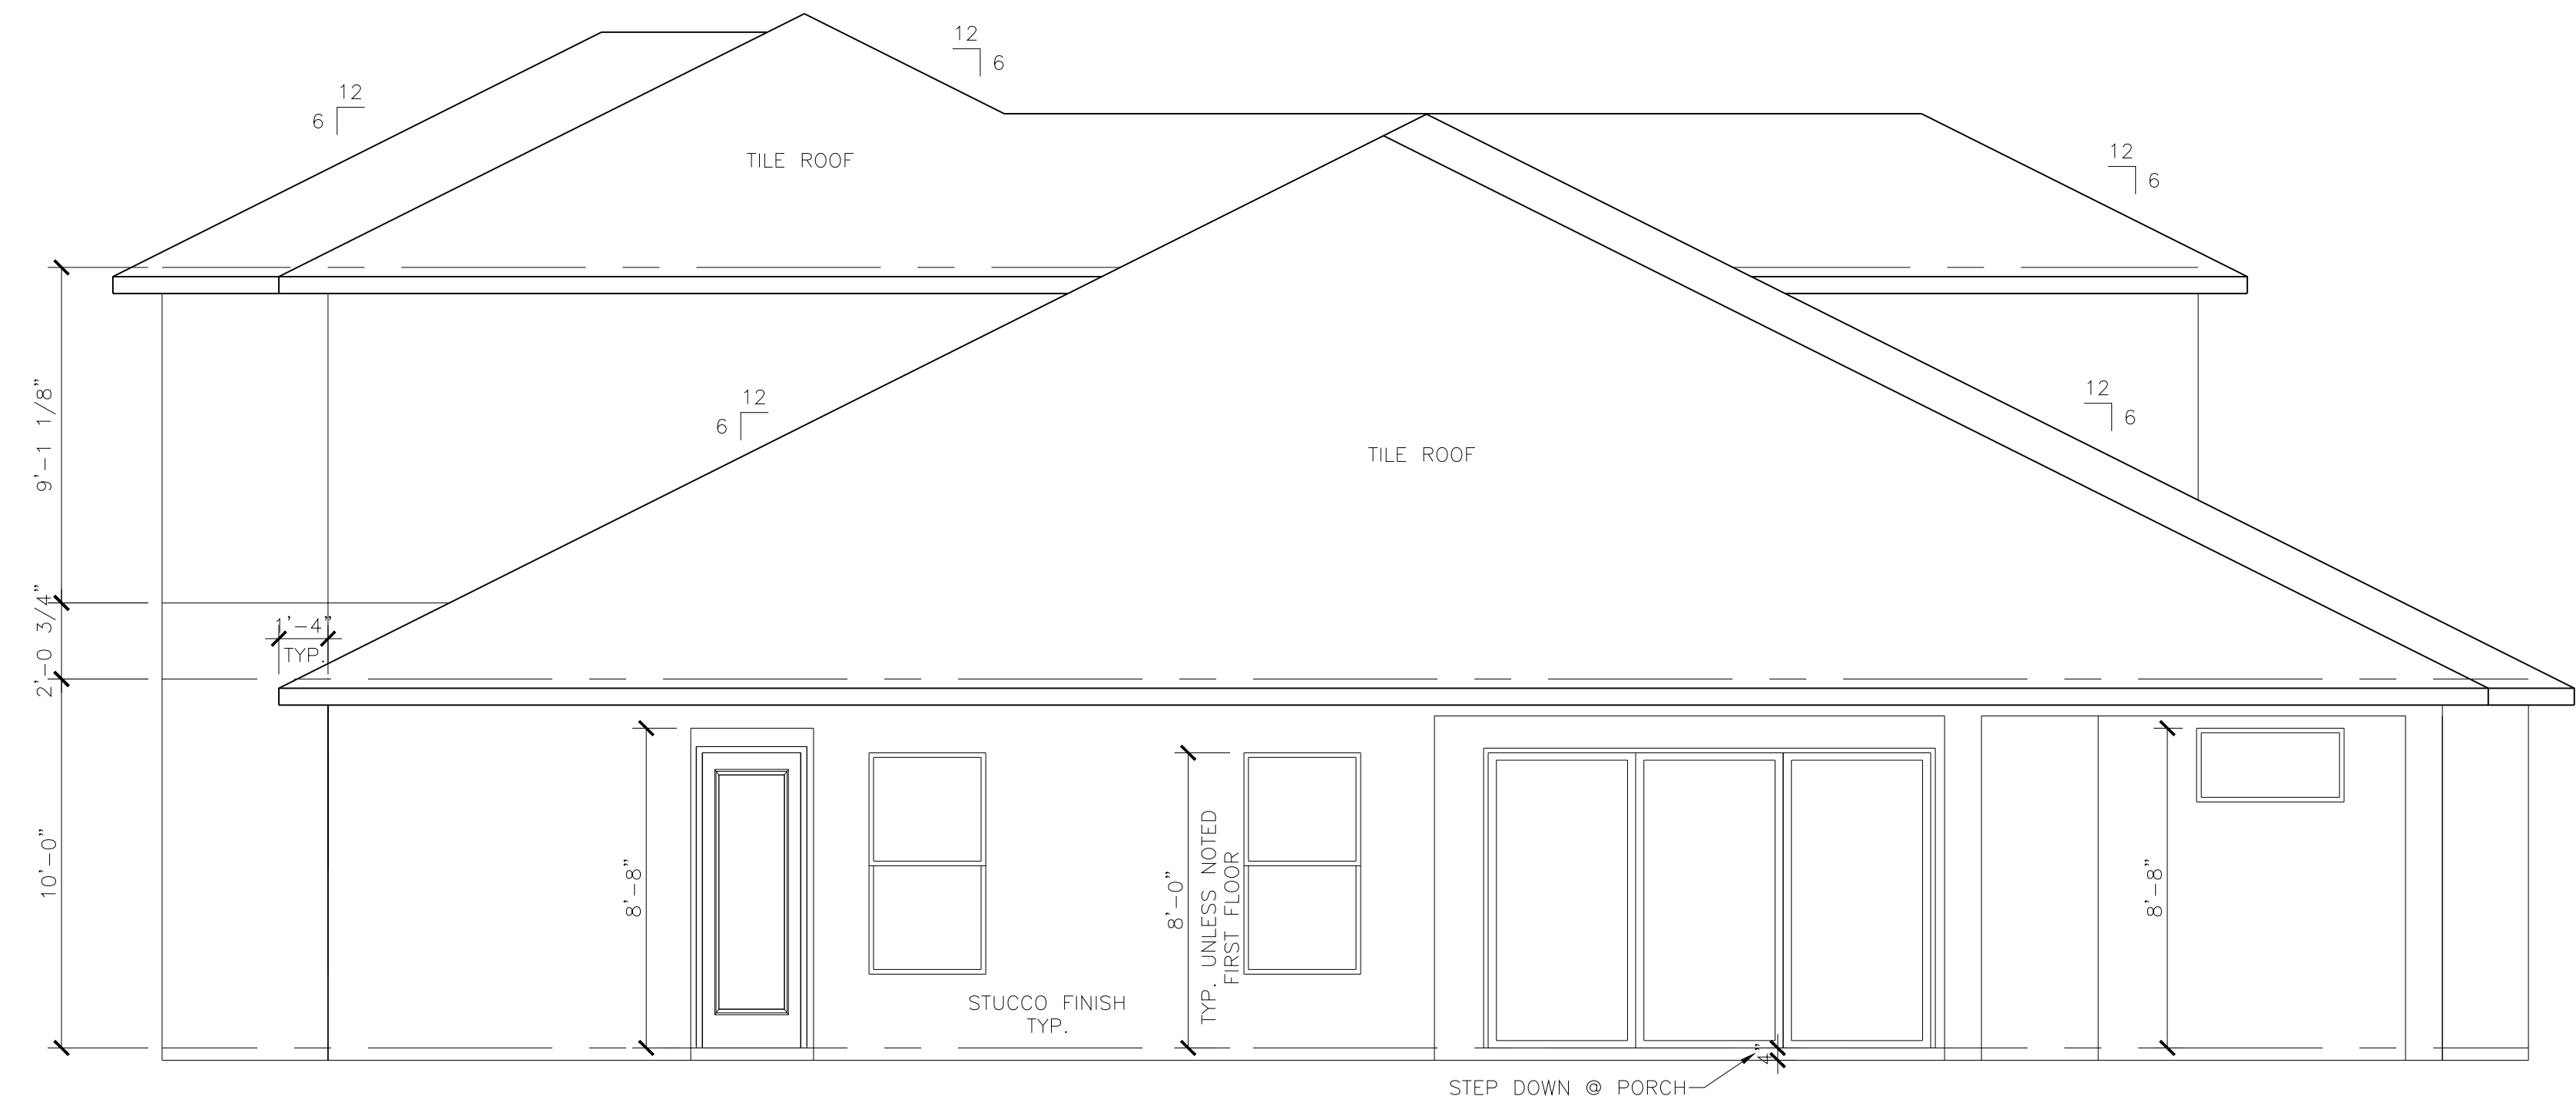 12
6
12
6
TILE ROOF
12
6
9'-1 1/8"
12
6
12
6
TILE ROOF
2'-0 3/4"
1'-4"
TYP.
10'-0"
8'-8"
8'-0"
TYP. UNLESS NOTED
FIRST FLOOR
8'-8"
STUCCO FINISH
TYP.
4"
STEP DOWN @ PORCH